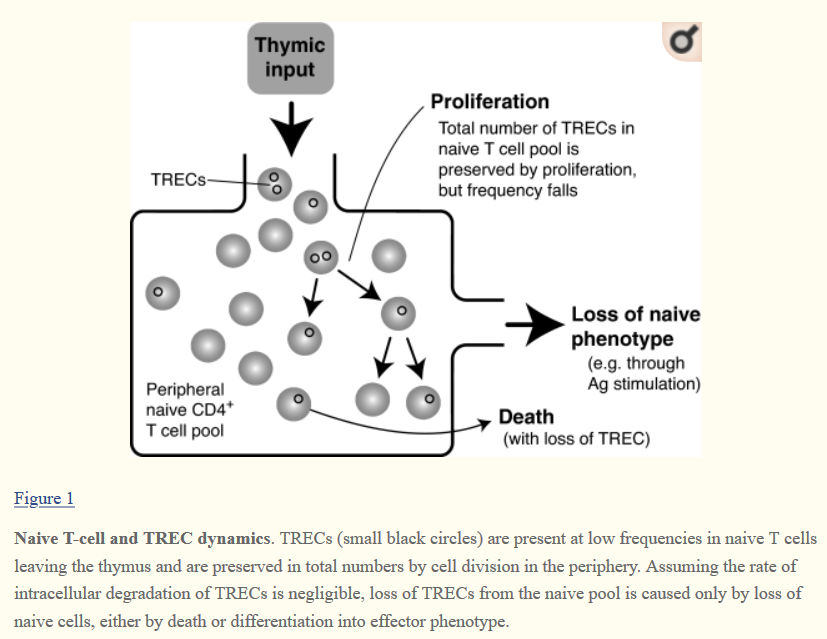 Thymic
input
Proliferation
Total number of TRECs in
naive T cell pool is
preserved by proliferation,
but frequency falls
TRECs
Loss of naive
phenotype
(e.g. through
Ag stimulation)
Peripheral
naive CD4⁺
T cell pool
Death
(with loss of TREC)
Figure 1
Naive T-cell and TREC dynamics. TRECs (small black circles) are present at low frequencies in naive T cells
leaving the thymus and are preserved in total numbers by cell division in the periphery. Assuming the rate of
intracellular degradation of TRECs is negligible, loss of TRECs from the naive pool is caused only by loss of
naive cells, either by death or differentiation into effector phenotype.